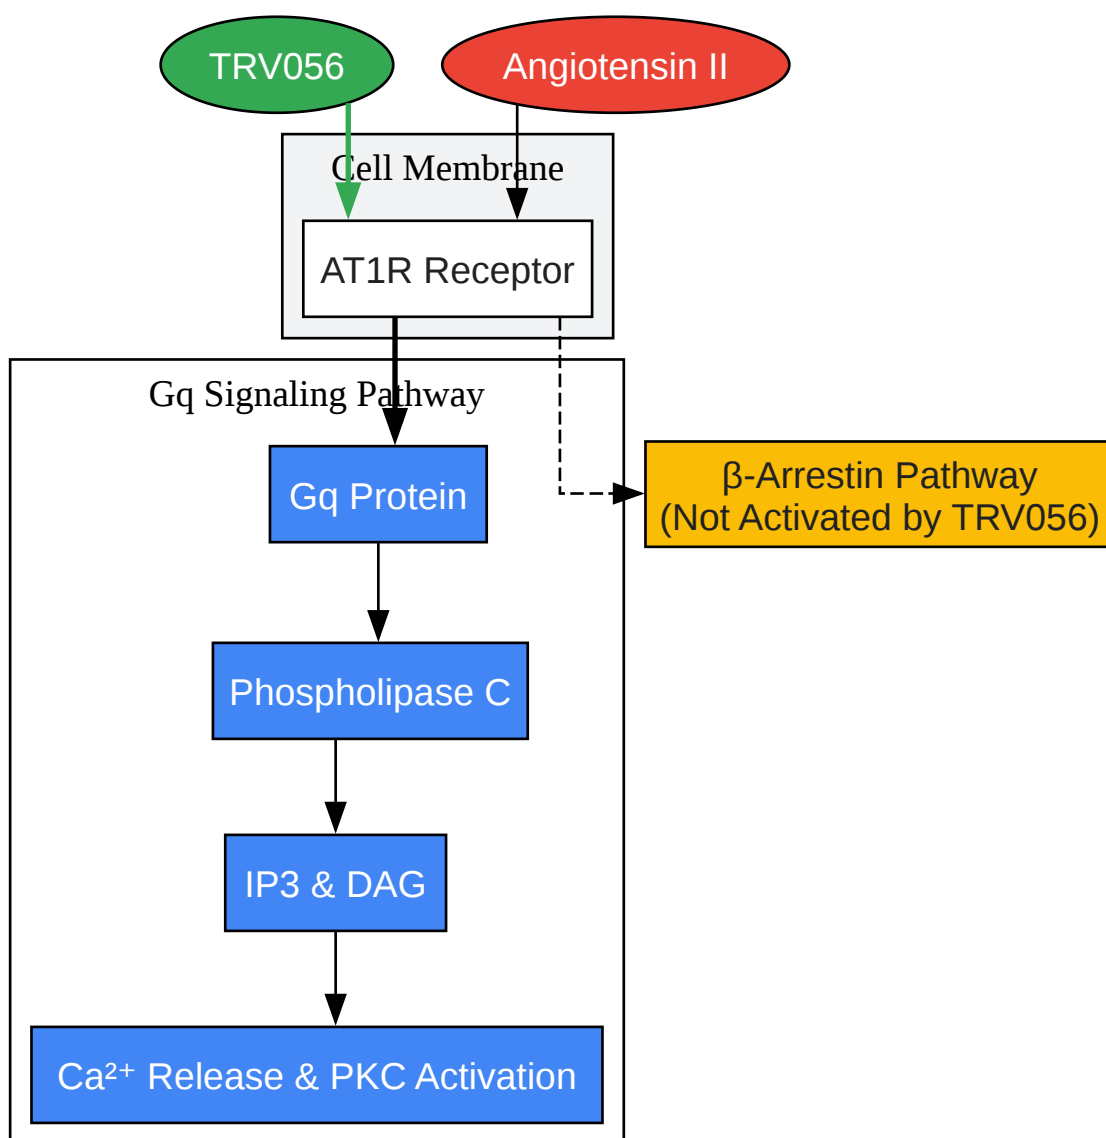 TRV056
Angiotensin II
Cell Membrane
AT1R Receptor
Gq Signaling Pathway
Gq Protein
β-Arrestin Pathway
(Not Activated by TRV056)
Phospholipase C
IP3 & DAG
Ca²⁺ Release & PKC Activation